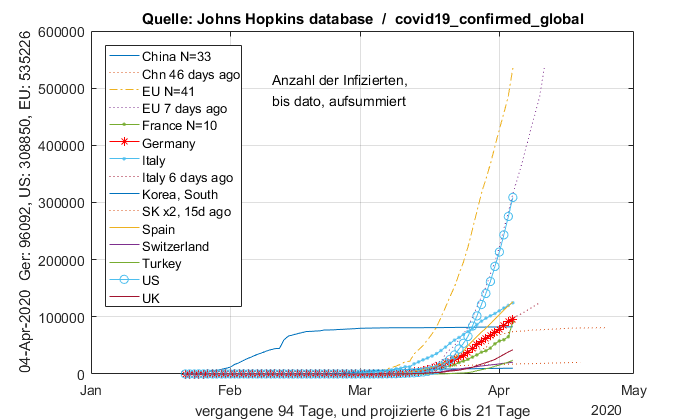 Quelle: Johns Hopkins database / covid19_confirmed_global
600000
500000
400000
300000
200000
100000
0
04-Apr-2020 Ger: 96092, US: 308850, EU: 535226
China N=33
Chn 46 days ago
EU N=41
EU 7 days ago
France N=10
Germany
Italy
Italy 6 days ago
Korea, South
SK x2, 15d ago
Spain
Switzerland
Turkey
US
UK
Anzahl der Infizierten,
bis dato, aufsummiert
Jan Feb Mar Apr May
vergangene 94 Tage, und projizierte 6 bis 21 Tage 2020